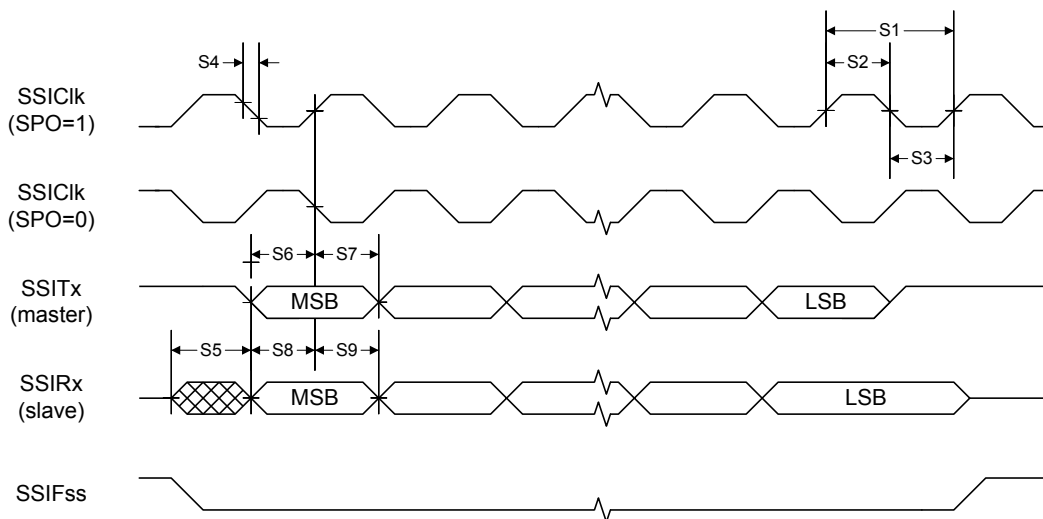 S1
S4
S2
SSIClk
(SPO=1)
S3
SSIClk
(SPO=0)
S6 S7
SSITx
(master)
MSB LSB
S5 S8 S9
SSIRx
(slave)
MSB LSB
SSIFss